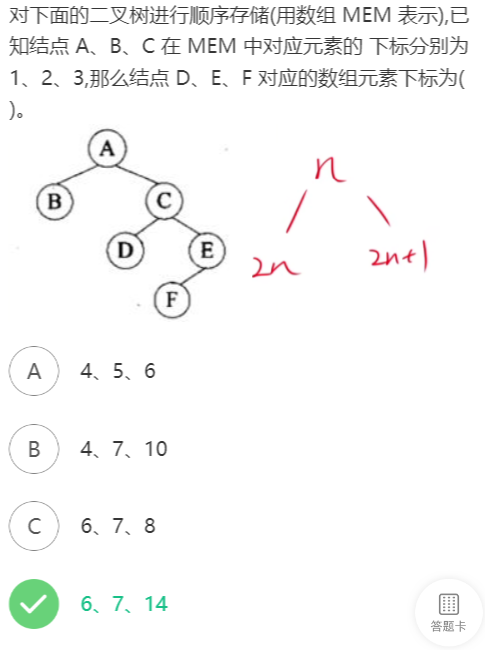 对下面的二叉树进行顺序存储(用数组 MEM 表示),已
知结点 A、B、C 在 MEM 中对应元素的 下标分别为
1、2、3,那么结点 D、E、F 对应的数组元素下标为(
)。
A
B
C
D
E
F
n
2n
2n+1
A 4、5、6
B 4、7、10
C 6、7、8
6、7、14
答题卡